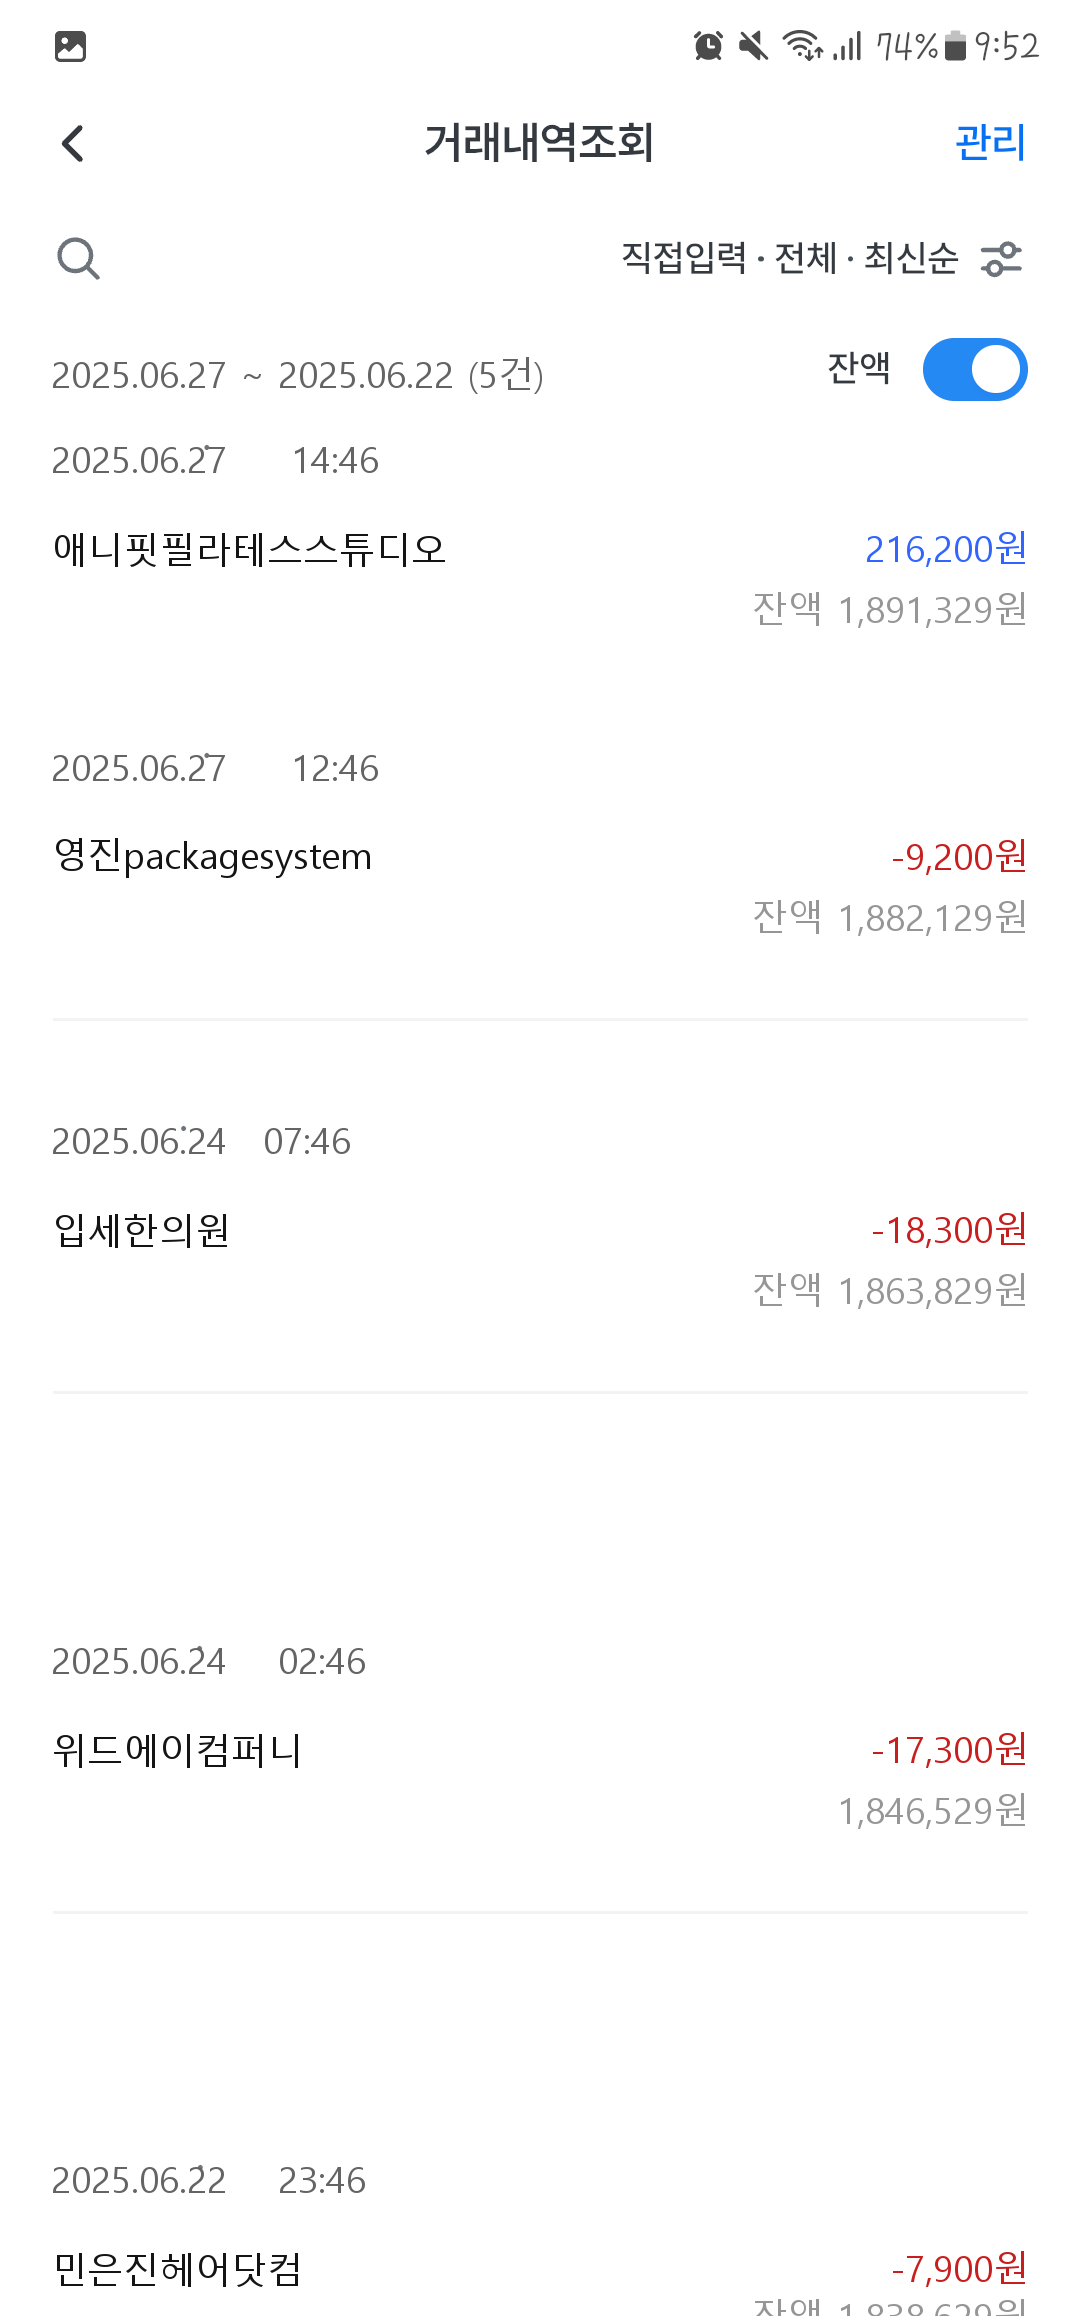 74% 9:52
거래내역조회 관리
직접입력 · 전체 · 최신순
2025.06.27 ~ 2025.06.22 (5건) 잔액
2025.06.27 14:46
애니핏필라테스스튜디오 216,200원
잔액 1,891,329원
2025.06.27 12:46
영진packagesystem -9,200원
잔액 1,882,129원
2025.06.24 07:46
입세한의원 -18,300원
잔액 1,863,829원
2025.06.24 02:46
위드에이컴퍼니 -17,300원
1,846,529원
2025.06.22 23:46
민은진헤어닷컴 -7,900원
잔액 1,838,629원